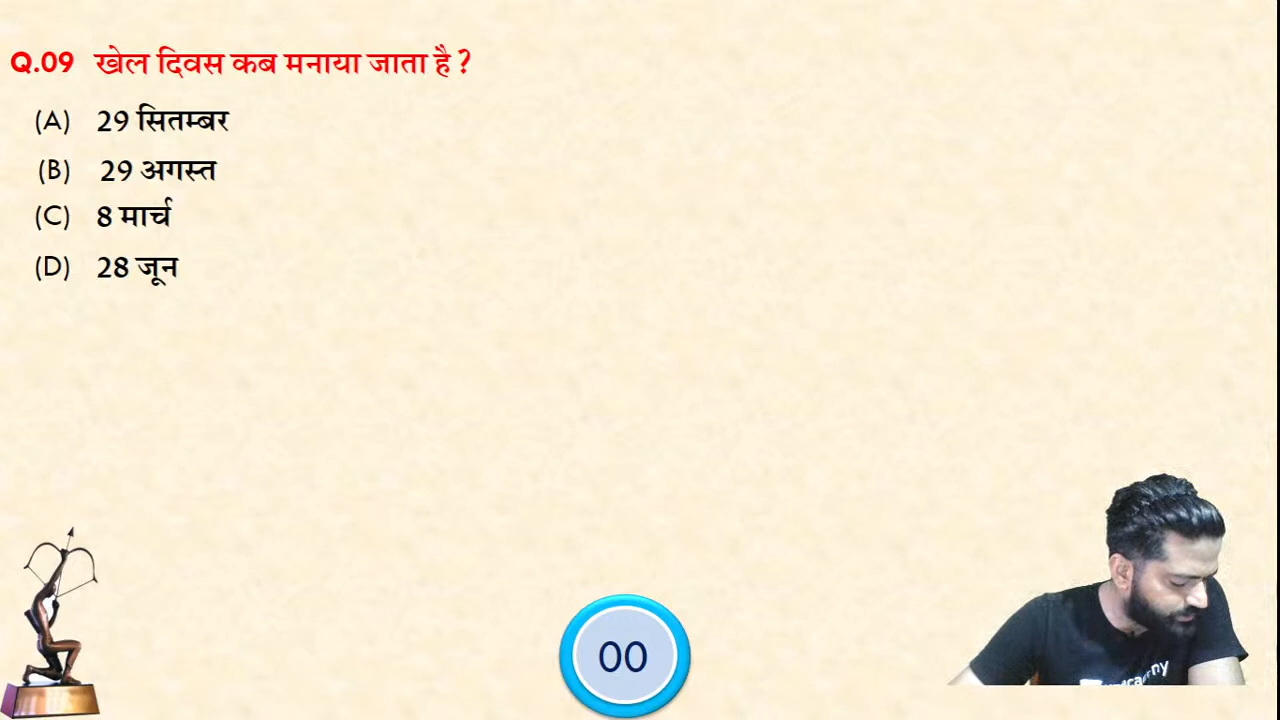 Q.09 खेल दिवस कब मनाया जाता है ?
(A) 29 सितम्बर
(B) 29 अगस्त
(C) 8 मार्च
(D) 28 जून
00